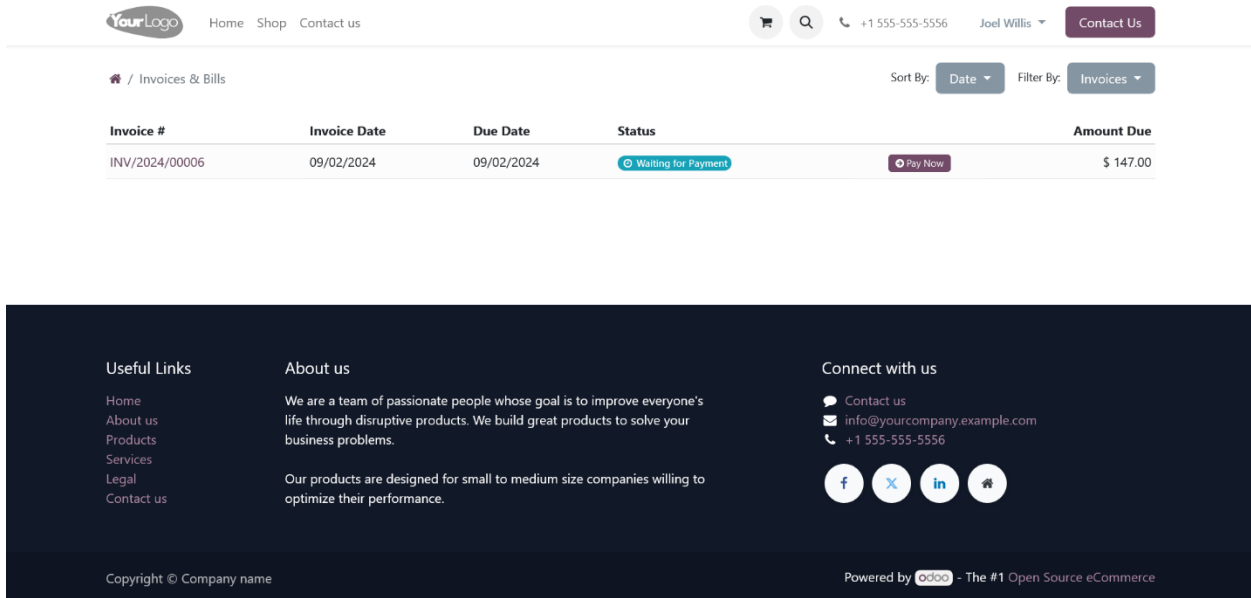 YourLogo Home Shop Contact us +1 555-555-5556 Joel Willis Contact Us
/ Invoices & Bills Sort By: Date Filter By: Invoices
Invoice # Invoice Date Due Date Status Amount Due
INV/2024/00006 09/02/2024 09/02/2024 Waiting for Payment Pay Now $ 147.00
Useful Links
Home
About us
Products
Services
Legal
Contact us
About us
We are a team of passionate people whose goal is to improve everyone's
life through disruptive products. We build great products to solve your
business problems.
Our products are designed for small to medium size companies willing to
optimize their performance.
Connect with us
Contact us
info@yourcompany.example.com
+1 555-555-5556
f X in
Copyright © Company name Powered by odoo - The #1 Open Source eCommerce